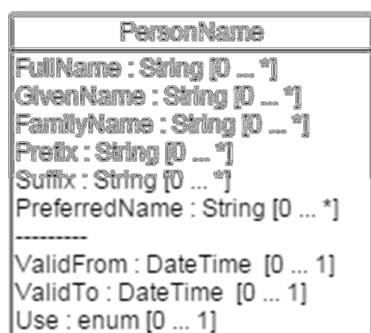 PersonName
FullName : String [0 ... *]
GivenName : String [0 ... *]
FamilyName : String [0 ... *]
Prefix : String [0 ... *]
Suffix : String [0 ... *]
PreferredName : String [0 ... *]
---------
ValidFrom : DateTime [0 ... 1]
ValidTo : DateTime [0 ... 1]
Use : enum [0 ... 1]